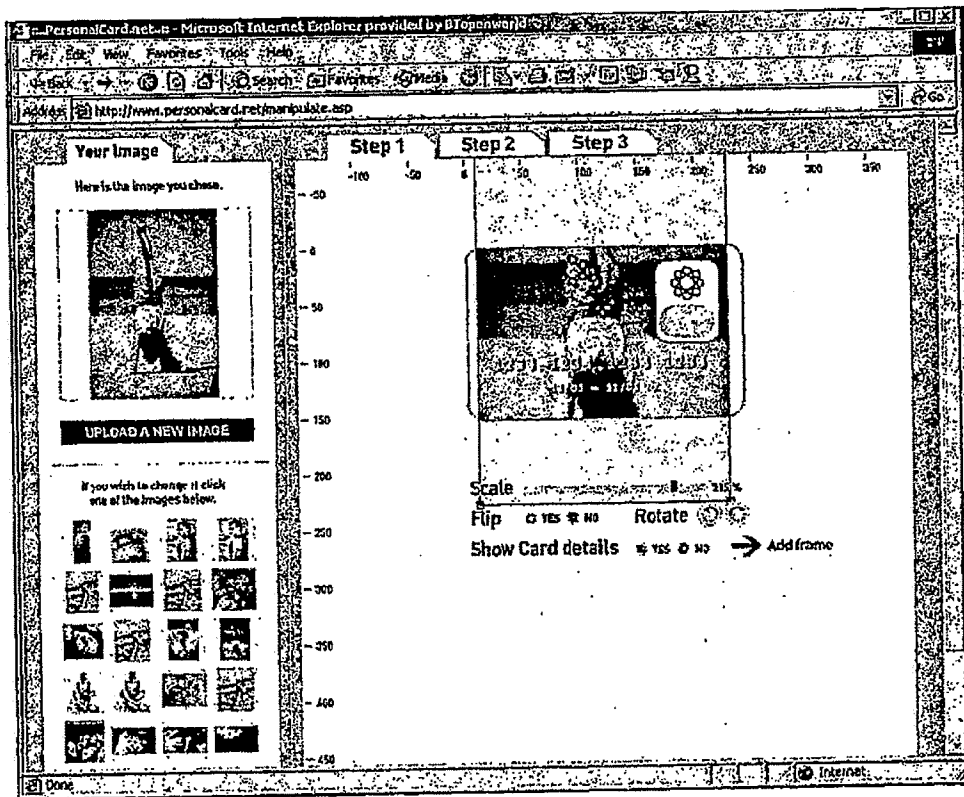 PersonalCard.net - Microsoft Internet Explorer provided by BTopenworld
File Edit View Favorites Tools Help
Back Search Favorites Media
Address http://www.personalcard.net/manipulate.asp Go
Your Image
Step 1 Step 2 Step 3
Here is the image you chose.
-100 -50 0 50 100 150 200 250 300 350
-50
0
50
100
150
200
250
300
350
400
450
UPLOAD A NEW IMAGE
If you wish to change it click
one of the images below.
Scale
Flip YES NO Rotate
Show Card details YES NO Add frame
Done Internet